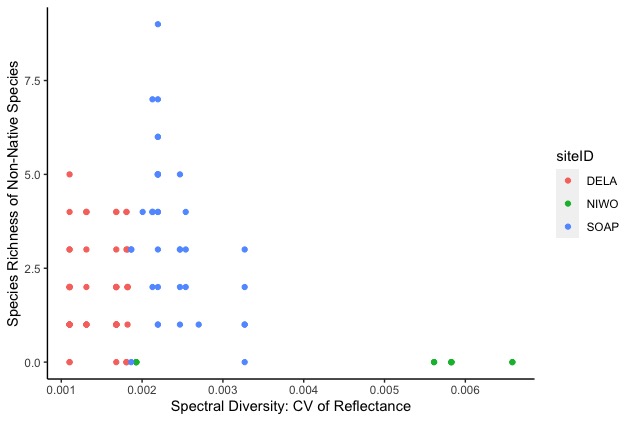 Species Richness of Non-Native Species
7.5
5.0
2.5
0.0
0.001 0.002 0.003 0.004 0.005 0.006
Spectral Diversity: CV of Reflectance
siteID
DELA
NIWO
SOAP